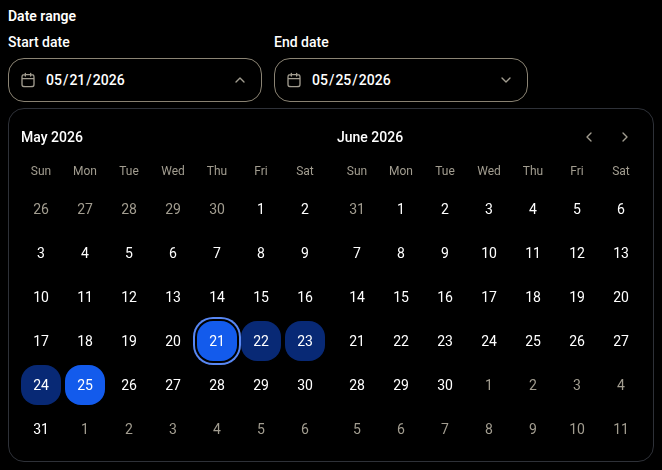 Date range
Start date End date
05/21/2026 05/25/2026
May 2026 June 2026
Sun Mon Tue Wed Thu Fri Sat Sun Mon Tue Wed Thu Fri Sat
26 27 28 29 30 1 2 31 1 2 3 4 5 6
3 4 5 6 7 8 9 7 8 9 10 11 12 13
10 11 12 13 14 15 16 14 15 16 17 18 19 20
17 18 19 20 21 22 23 21 22 23 24 25 26 27
24 25 26 27 28 29 30 28 29 30 1 2 3 4
31 1 2 3 4 5 6 5 6 7 8 9 10 11